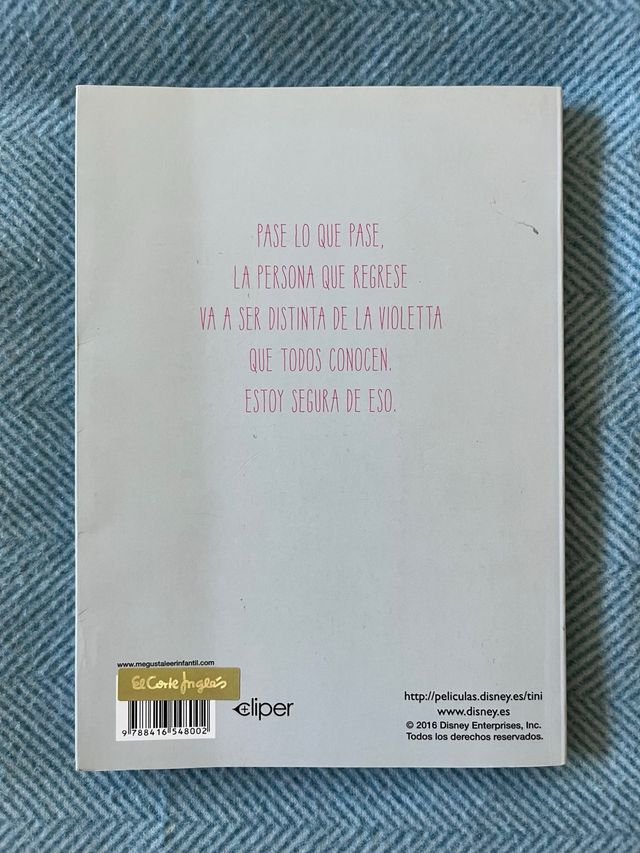 PASE LO QUE PASE,
LA PERSONA QUE REGRESE
VA A SER DISTINTA DE LA VIOLETTA
QUE TODOS CONOCEN.
ESTOY SEGURA DE ESO.
www.megustaleerinfantil.com
El Corte Inglés
9 788416 548002
cliper
http://peliculas.disney.es/tini
www.disney.es
© 2016 Disney Enterprises, Inc.
Todos los derechos reservados.